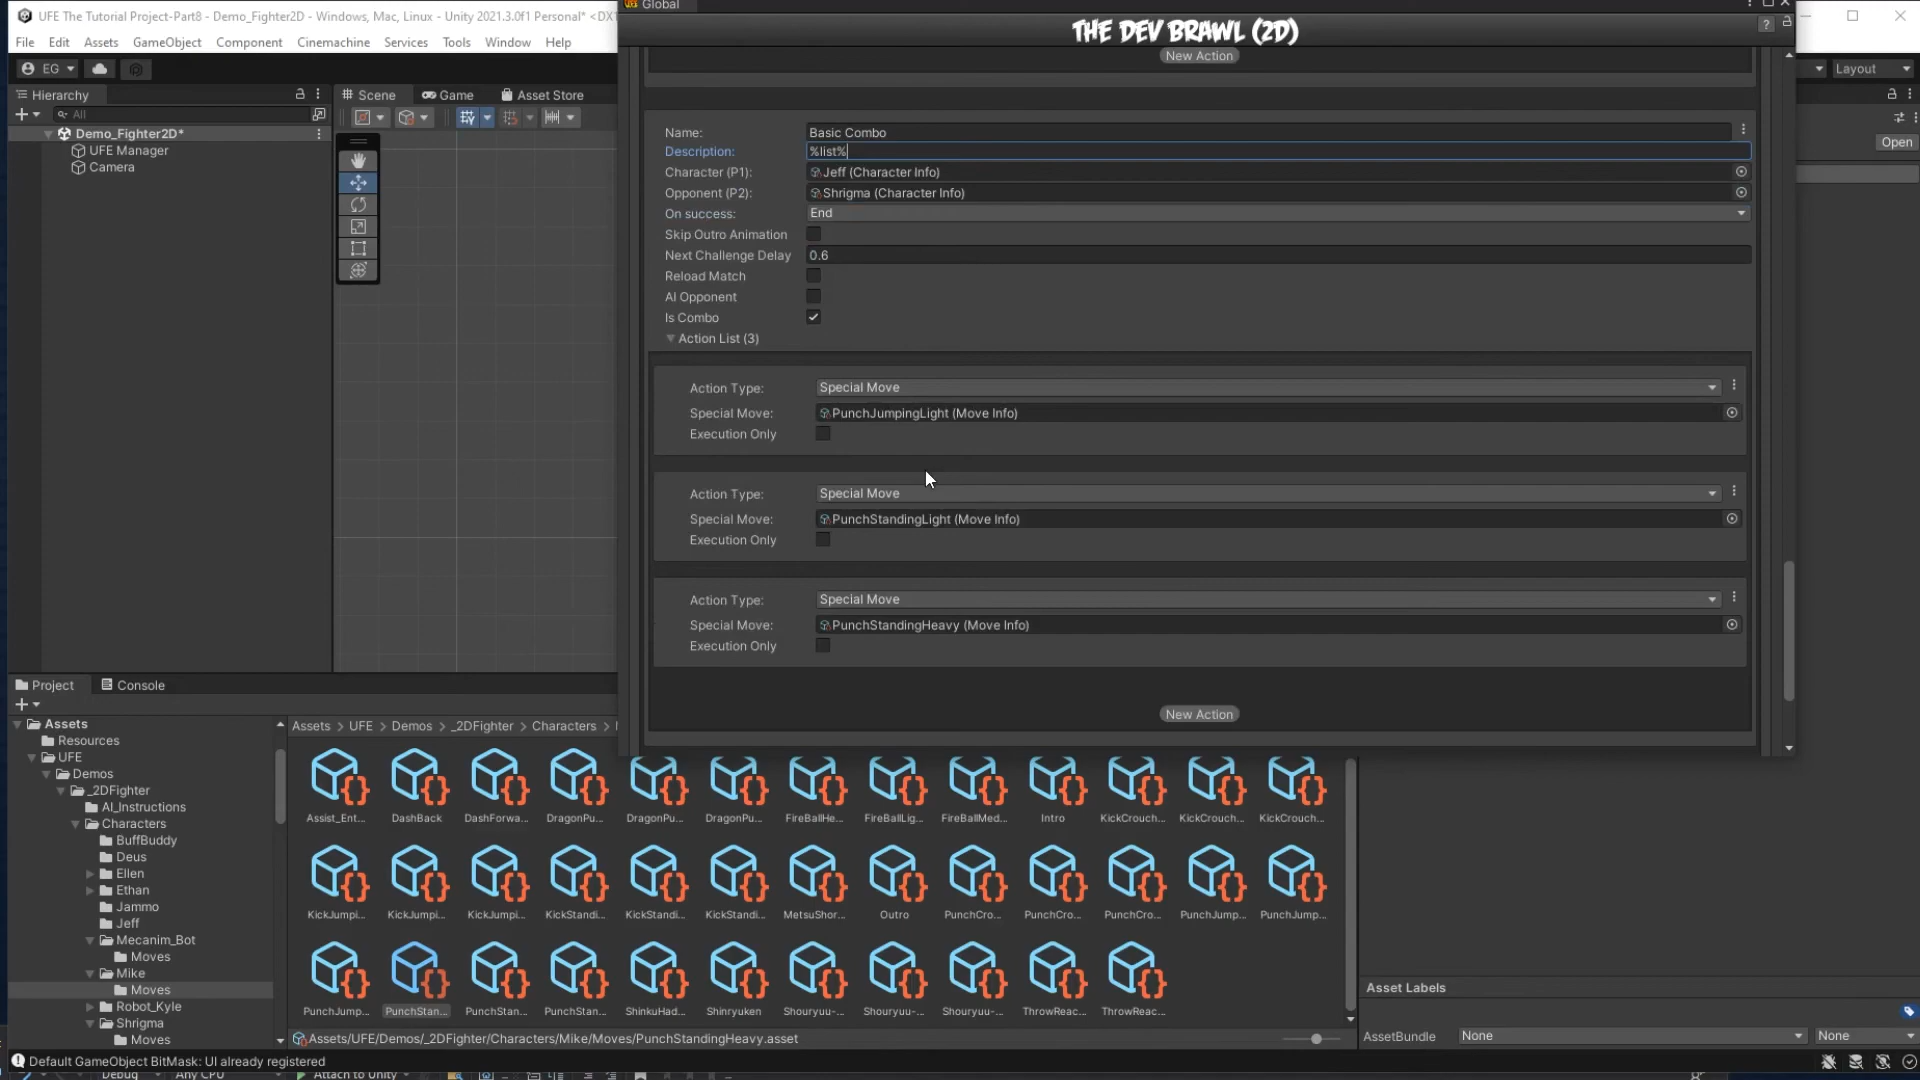 UFE The Tutorial Project-Part8 - Demo_Fighter2D - Windows, Mac, Linux - Unity 2021.3.0f1 Personal* <DX1
Global
File Edit Assets GameObject Component Cinemachine Services Tools Window Help
THE DEV BRAWL (2D)
New Action
EG
Layout
Hierarchy
Scene Game Asset Store
All
Demo_Fighter2D*
UFE Manager
Camera
Open
Name: Basic Combo
Description: %list%
Character (P1): Jeff (Character Info)
Opponent (P2): Shrigma (Character Info)
On success: End
Skip Outro Animation
Next Challenge Delay 0.6
Reload Match
AI Opponent
Is Combo
Action List (3)
Action Type: Special Move
Special Move: PunchJumpingLight (Move Info)
Execution Only
Action Type: Special Move
Special Move: PunchStandingLight (Move Info)
Execution Only
Action Type: Special Move
Special Move: PunchStandingHeavy (Move Info)
Execution Only
New Action
Project Console
Assets
Resources
UFE
Demos
_2DFighter
AI_Instructions
Characters
BuffBuddy
Deus
Ellen
Ethan
Jammo
Jeff
Mecanim_Bot
Moves
Mike
Moves
Robot_Kyle
Shrigma
Moves
Assets > UFE > Demos > _2DFighter > Characters >
Assist_Ent... DashBack DashForwa... DragonPu... DragonPu... DragonPu... FireBallHe... FireBallLig... FireBallMed... Intro KickCrouch... KickCrouch... KickCrouch...
KickJumpi... KickJumpi... KickJumpi... KickStandi... KickStandi... KickStandi... MetsuShor... Outro PunchCro... PunchCro... PunchCro... PunchJump... PunchJump...
PunchJump... PunchStan... PunchStan... PunchStan... ShinkuHad... Shinryuken Shouryuu-... Shouryuu-... Shouryuu-... ThrowReac... ThrowReac...
Assets/UFE/Demos/_2DFighter/Characters/Mike/Moves/PunchStandingHeavy.asset
Asset Labels
AssetBundle None None
Default GameObject BitMask: UI already registered
Debug Any CPU Attach to Unity